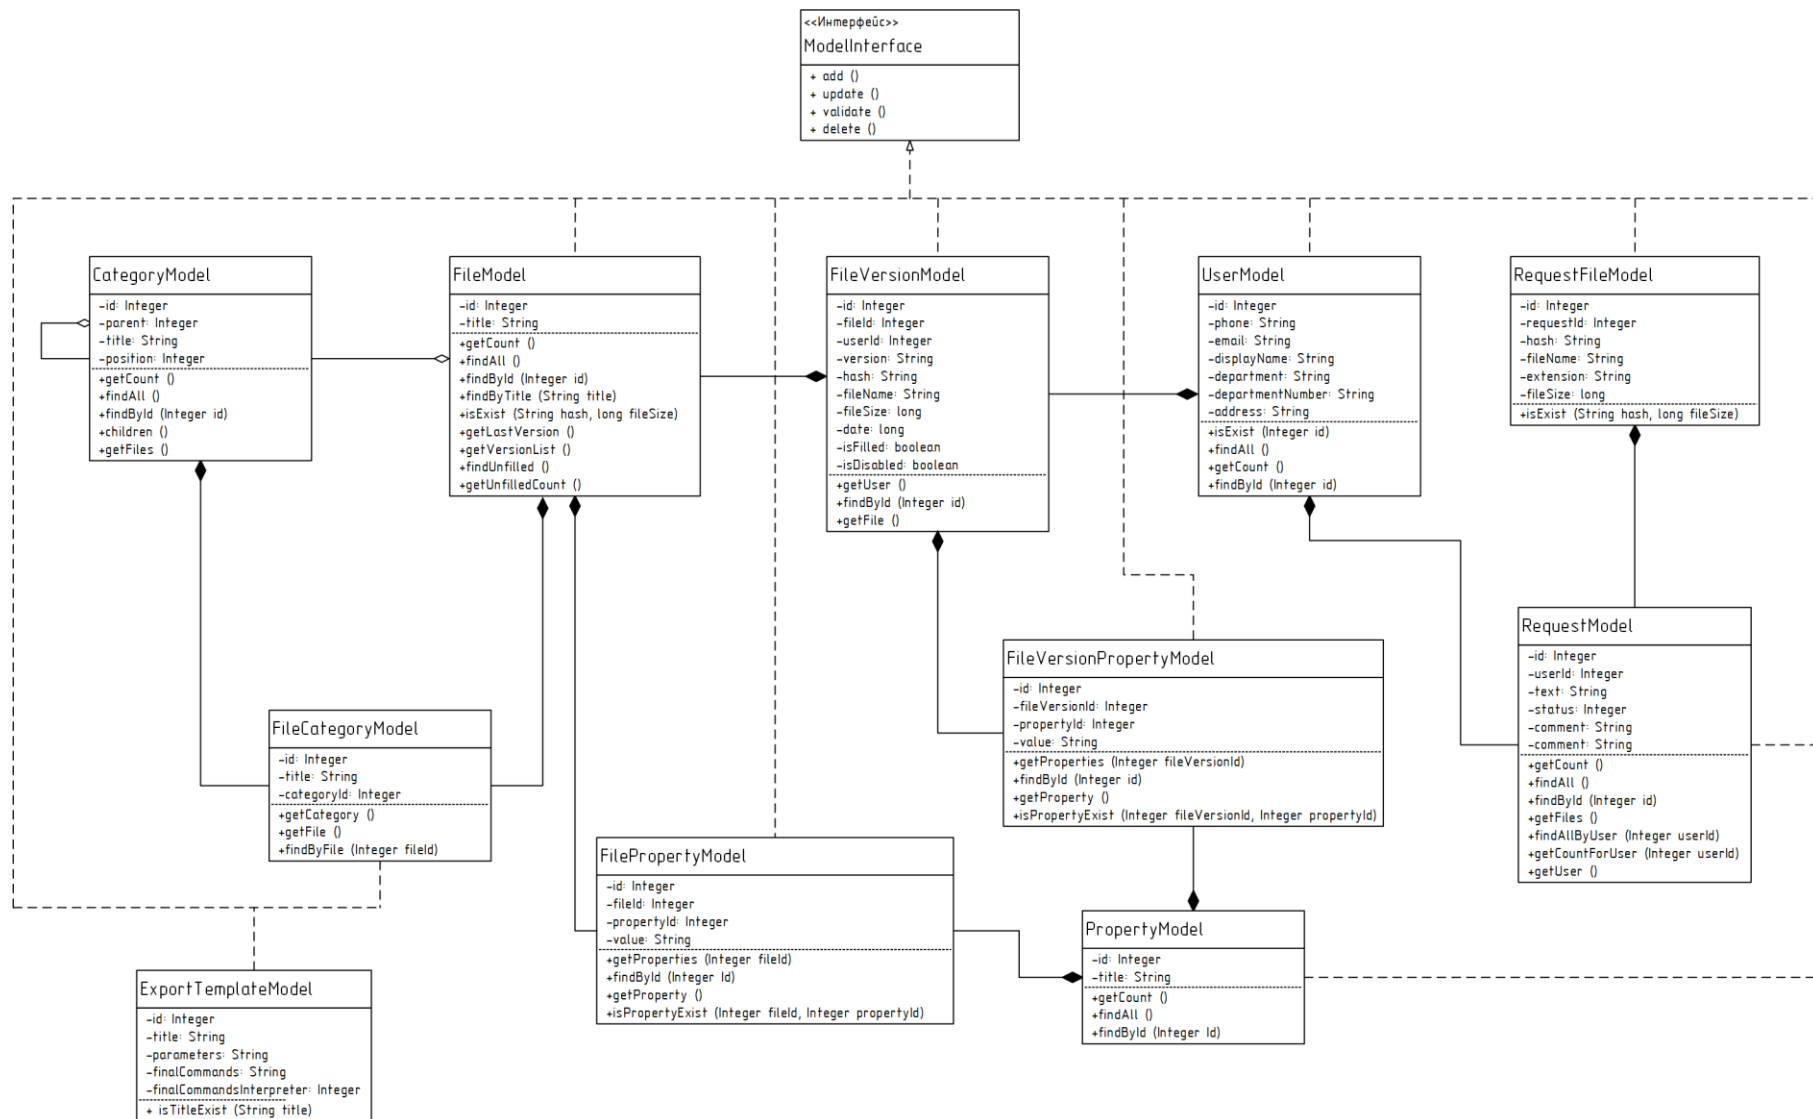 <<Интерфейс>>
ModelInterface
+ add ()
+ update ()
+ validate ()
+ delete ()
CategoryModel
-id: Integer
-parent: Integer
-title: String
-position: Integer
+getCount ()
+findAll ()
+findById (Integer id)
+children ()
+getFiles ()
FileModel
-id: Integer
-title: String
+getCount ()
+findAll ()
+findById (Integer id)
+findByTitle (String title)
+isExist (String hash, long fileSize)
+getLastVersion ()
+getVersionList ()
+findUnfilled ()
+getUnfilledCount ()
FileVersionModel
-id: Integer
-fileId: Integer
-userId: Integer
-version: String
-hash: String
-fileName: String
-fileSize: long
-date: long
-isFilled: boolean
-isDisabled: boolean
+getUser ()
+findById (Integer id)
+getFile ()
UserModel
-id: Integer
-phone: String
-email: String
-displayName: String
-department: String
-departmentNumber: String
-address: String
+isExist (Integer id)
+findAll ()
+getCount ()
+findById (Integer id)
RequestFileModel
-id: Integer
-requestId: Integer
-hash: String
-fileName: String
-extension: String
-fileSize: long
+isExist (String hash, long fileSize)
FileVersionPropertyModel
-id: Integer
-fileVersionId: Integer
-propertyId: Integer
-value: String
+getProperties (Integer fileVersionId)
+findById (Integer id)
+getProperty ()
+isPropertyExist (Integer fileVersionId, Integer propertyId)
RequestModel
-id: Integer
-userId: Integer
-text: String
-status: Integer
-comment: String
-comment: String
+getCount ()
+findAll ()
+findById (Integer id)
+getFiles ()
+findAllByUser (Integer userId)
+getCountForUser (Integer userId)
+getUser ()
FileCategoryModel
-id: Integer
-title: String
-categoryId: Integer
+getCategory ()
+getFile ()
+findByFile (Integer fileId)
FilePropertyModel
-id: Integer
-fileId: Integer
-propertyId: Integer
-value: String
+getProperties (Integer fileId)
+findById (Integer Id)
+getProperty ()
+isPropertyExist (Integer fileId, Integer propertyId)
PropertyModel
-id: Integer
-title: String
+getCount ()
+findAll ()
+findById (Integer Id)
ExportTemplateModel
-id: Integer
-title: String
-parameters: String
-finalCommands: String
-finalCommandsInterpreter: Integer
+ isTitleExist (String title)